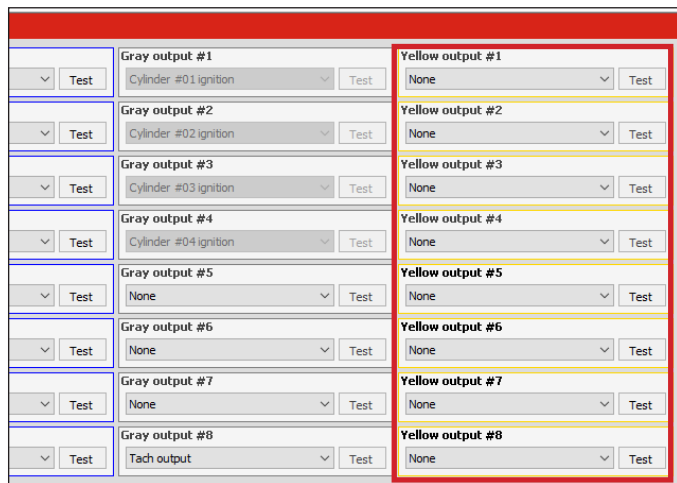 Gray output #1 Yellow output #1
Test Cylinder #01 ignition Test None Test
Gray output #2 Yellow output #2
Test Cylinder #02 ignition Test None Test
Gray output #3 Yellow output #3
Test Cylinder #03 ignition Test None Test
Gray output #4 Yellow output #4
Test Cylinder #04 ignition Test None Test
Gray output #5 Yellow output #5
Test None Test None Test
Gray output #6 Yellow output #6
Test None Test None Test
Gray output #7 Yellow output #7
Test None Test None Test
Gray output #8 Yellow output #8
Test Tach output Test None Test